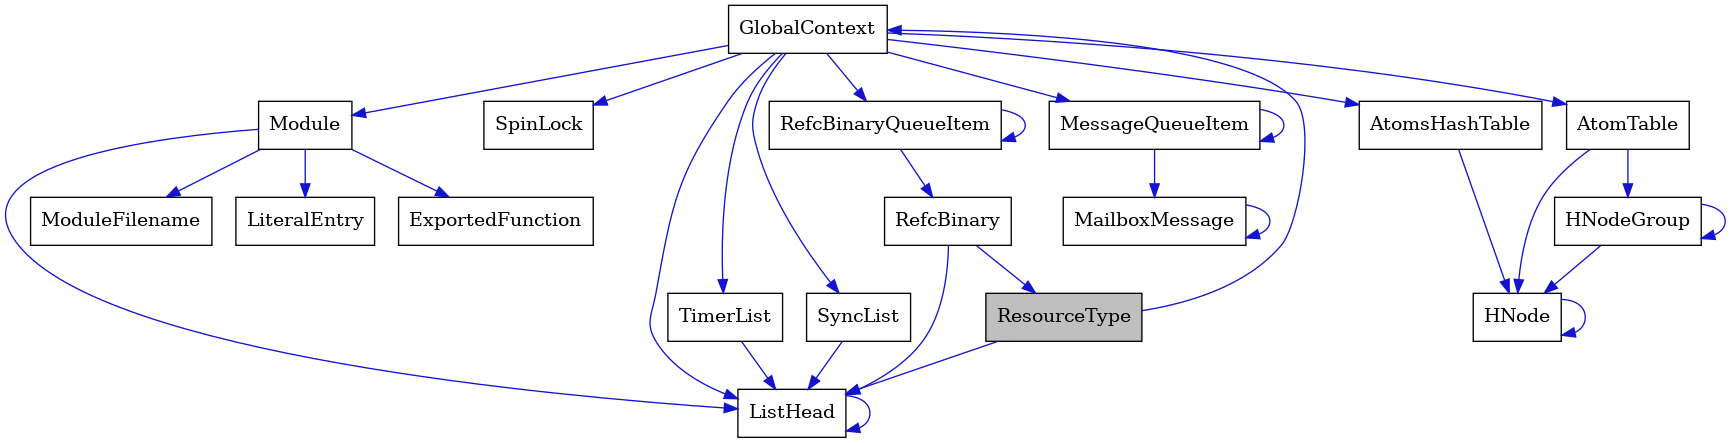 GlobalContext
Module
SpinLock
RefcBinaryQueueItem
MessageQueueItem
AtomsHashTable
AtomTable
ModuleFilename
LiteralEntry
ExportedFunction
RefcBinary
MailboxMessage
HNodeGroup
TimerList
SyncList
ResourceType
HNode
ListHead